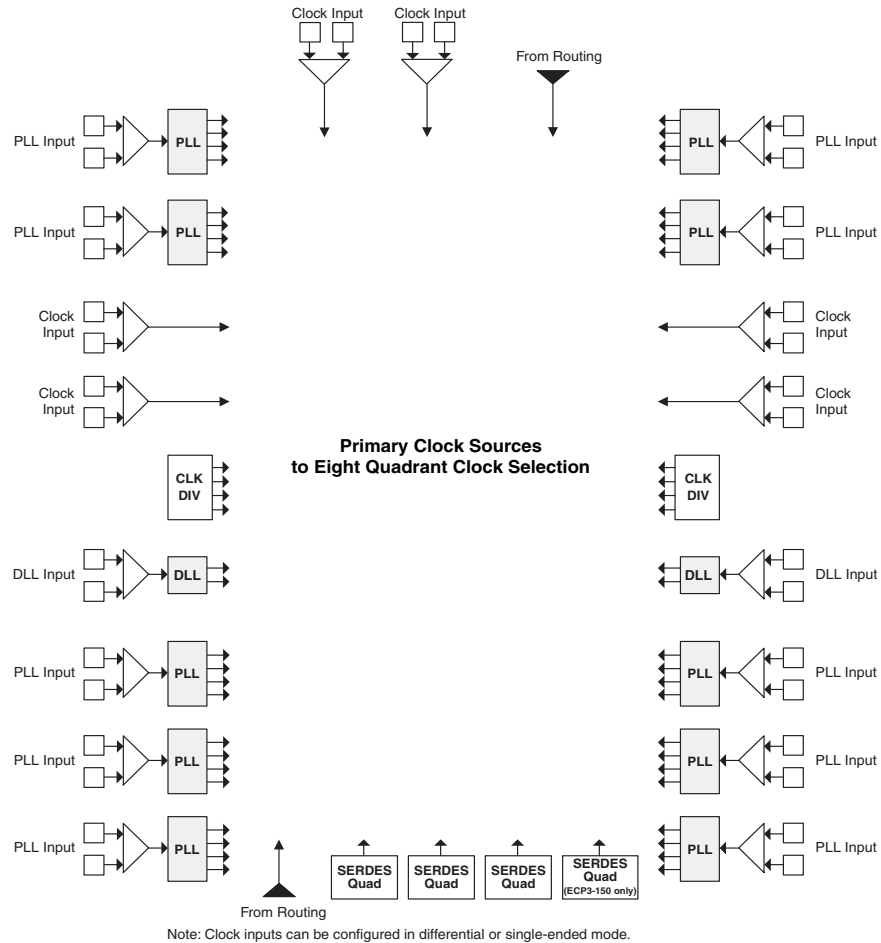 Clock Input Clock Input
From Routing
PLL Input PLL PLL PLL Input
PLL Input PLL PLL PLL Input
Clock Input Clock Input
Clock Input Clock Input
Primary Clock Sources
to Eight Quadrant Clock Selection
CLK DIV CLK DIV
DLL Input DLL DLL DLL Input
PLL Input PLL PLL PLL Input
PLL Input PLL PLL PLL Input
PLL Input PLL PLL PLL Input
SERDES Quad SERDES Quad SERDES Quad SERDES Quad (ECP3-150 only)
From Routing
Note: Clock inputs can be configured in differential or single-ended mode.